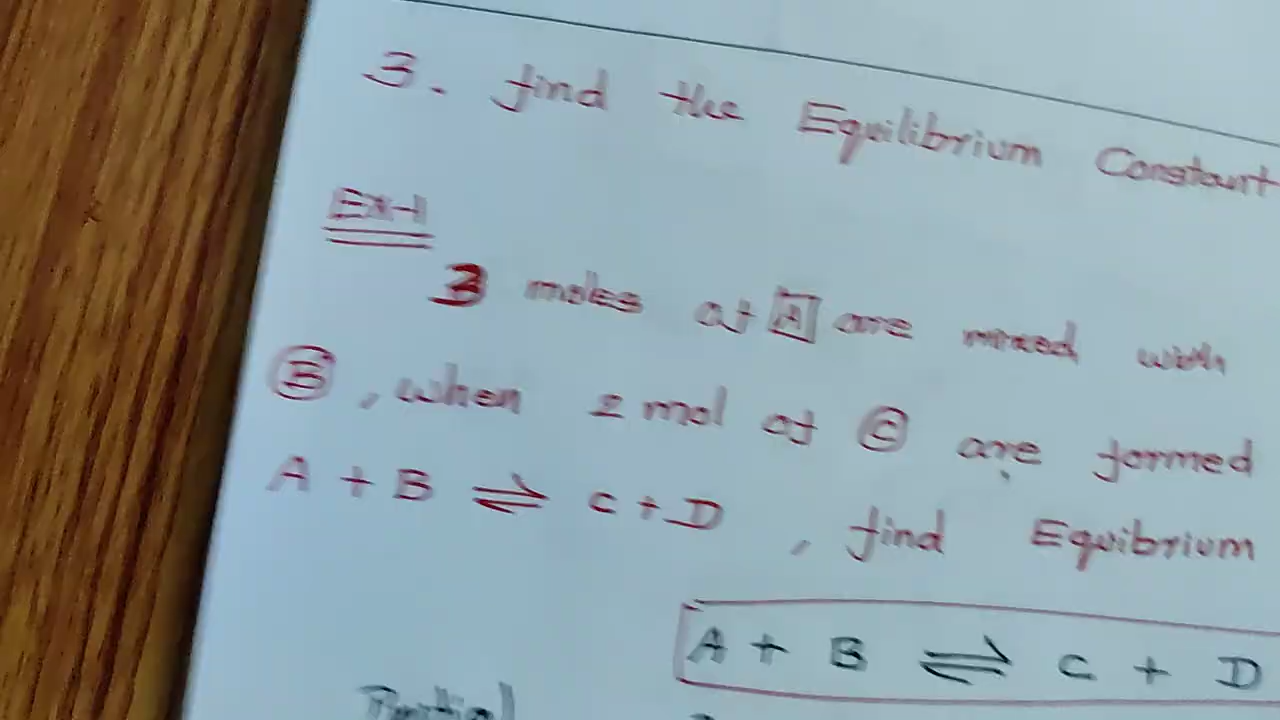 3. find the Equilibrium Constant
Ex-1
3 moles of A are mixed with
B, when 2 mol of C are formed
A + B ⇌ C + D, find Equibrium
A + B ⇌ C + D
Initial